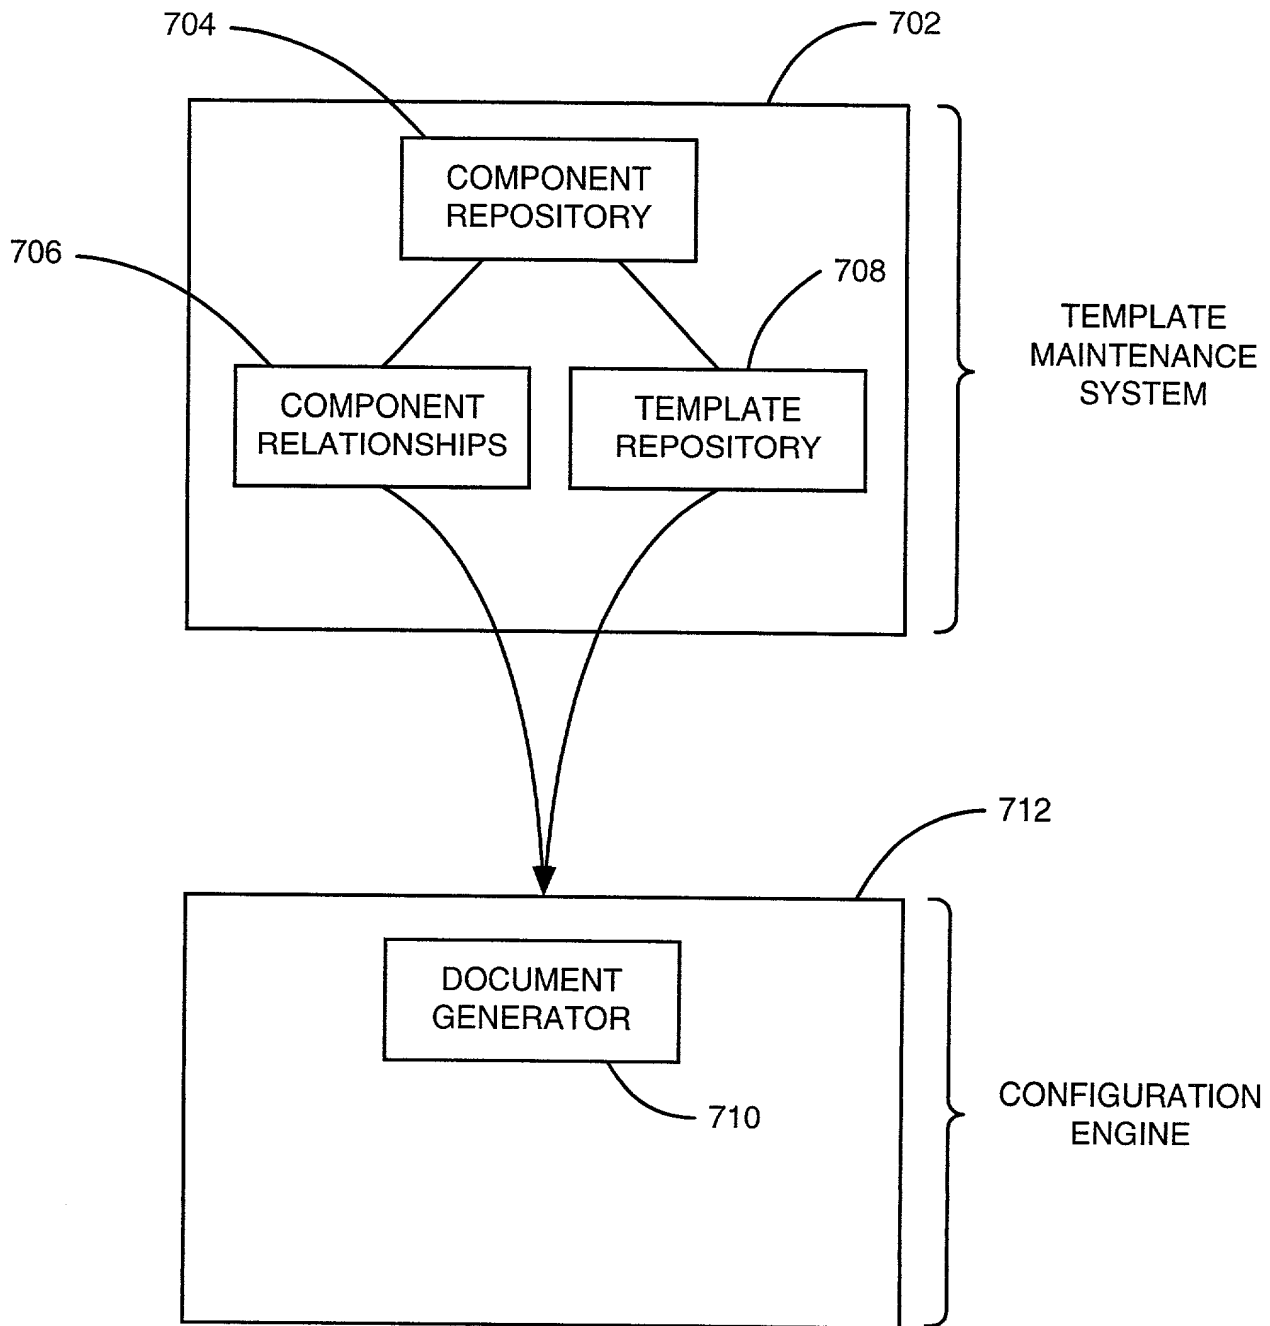 704
702
COMPONENT
REPOSITORY
706
708
TEMPLATE
MAINTENANCE
SYSTEM
COMPONENT
RELATIONSHIPS
TEMPLATE
REPOSITORY
712
DOCUMENT
GENERATOR
710
CONFIGURATION
ENGINE